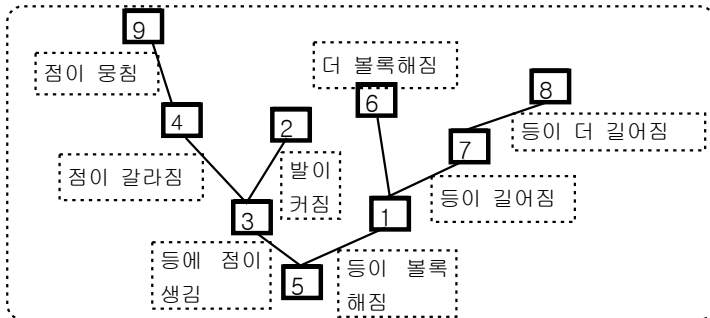 9
점이 뭉침
더 볼록해짐
6
8
4
2
등이 더 길어짐
7
점이 갈라짐
발이
커짐
등이 길어짐
3
1
등에 점이
생김
5
등이 볼록
해짐